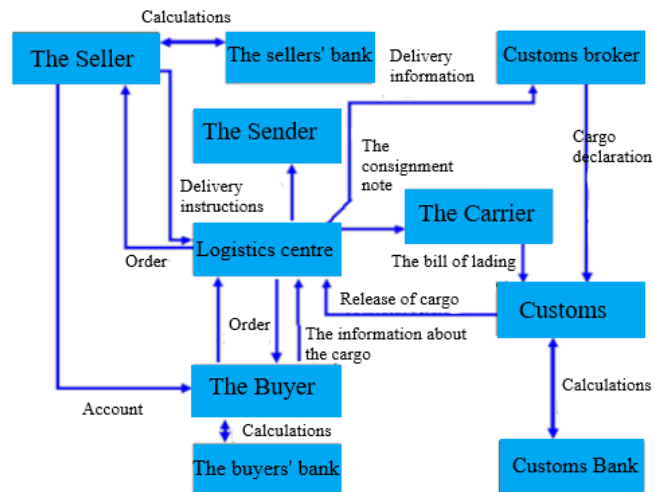 Calculations
The Seller
The sellers' bank
Delivery
information
Customs broker
The Sender
The
consignment
note
Cargo
declaration
Delivery
instructions
The Carrier
Order
Logistics centre
The bill of lading
Release of cargo
Customs
Order
The information about
the cargo
The Buyer
Account
Calculations
Calculations
The buyers' bank
Customs Bank